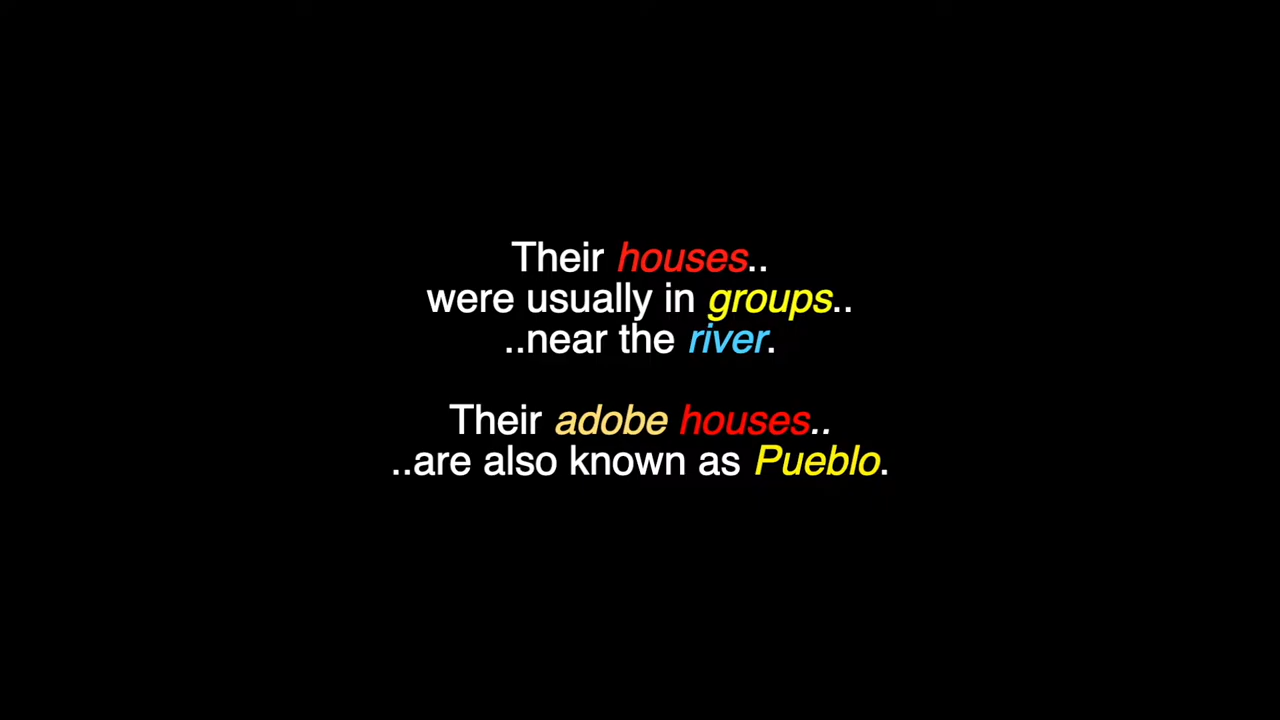 Their houses..
were usually in groups..
..near the river.
Their adobe houses..
..are also known as Pueblo.